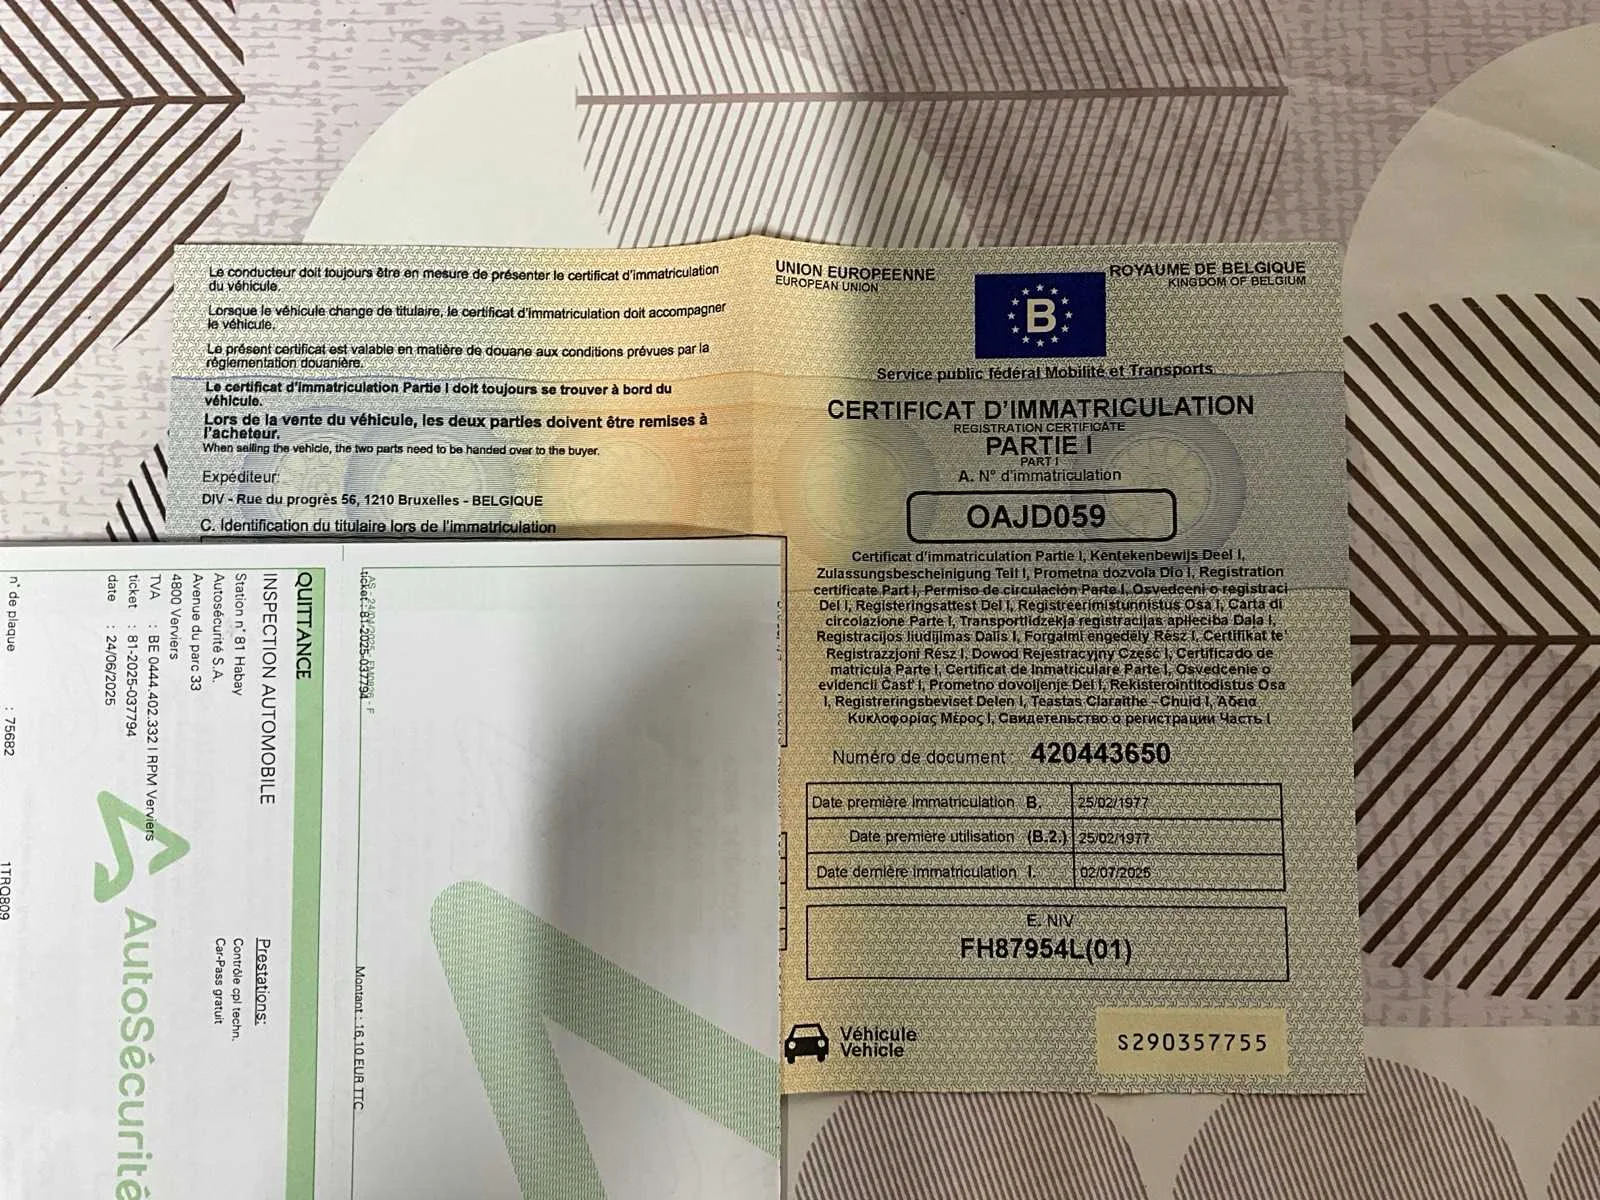 Le conducteur doit toujours être en mesure de présenter le certificat d'immatriculation
du véhicule.
Lorsque le véhicule change de titulaire, le certificat d'immatriculation doit accompagner
le véhicule.
Le présent certificat est valable en matière de douane aux conditions prévues par la
réglementation douanière.
Le certificat d'immatriculation Partie I doit toujours se trouver à bord du
véhicule.
Lors de la vente du véhicule, les deux parties doivent être remises à
l'acheteur.
When selling the vehicle, the two parts need to be handed over to the buyer.
Expéditeur:
DIV - Rue du progrès 56, 1210 Bruxelles - BELGIQUE
C. Identification du titulaire lors de l'immatriculation
UNION EUROPEENNE
EUROPEAN UNION
B
ROYAUME DE BELGIQUE
KINGDOM OF BELGIUM
Service public fédéral Mobilité et Transports
CERTIFICAT D'IMMATRICULATION
REGISTRATION CERTIFICATE
PARTIE I
PART I
A. N° d'immatriculation
OAJD059
Certificat d'immatriculation Partie I, Kentekenbewijs Deel I,
Zulassungsbescheinigung Teil I, Prometna dozvola Dio I, Registration
certificate Part I, Permiso de circulación Parte I, Osvedceni o registraci
Del I, Registeringsattest Del I, Registreerimistunnistus Osa I, Carta di
circolazione Parte I, Transportlidzekja registracijas aplieciba Dala I,
Registracijos liudijimas Dalis I, Forgalmi engedély Rész I, Certifikat te'
Registrazzjoni Rész I, Dowod Rejestracyjny Część I, Certificado de
matricula Parte I, Certificat de Inmatriculare Parte I, Osvedcenie o
evidencii Časť I, Prometno dovoljenje Del I, Rekisterointitodistus Osa
I, Registreringsbeviset Delen I, Teastas Claraithe - Chuid I, Αδεια
Κυκλοφορίας Μέρος I, Свидетелство о регистрации Часть I
Numéro de document : 420443650
Date première immatriculation B. 25/02/1977
Date première utilisation (B.2.) 25/02/1977
Date dernière immatriculation I. 02/07/2025
E. NIV
FH87954L(01)
Véhicule
Vehicle
S290357755
ticket : 81-2025-037794
Montant : 16,10 EUR TTC
QUITTANCE
INSPECTION AUTOMOBILE
Station n° 81 Habay
Autosécurité S.A.
Avenue du parc 33
4800 Verviers
TVA : BE 0444.402.332 I RPM Verviers
ticket : 81-2025-037794
date : 24/06/2025
Prestations:
Contrôle cpl techn.
Car-Pass gratuit
AutoSécurité
n° de plaque : 75682 1TRQ809